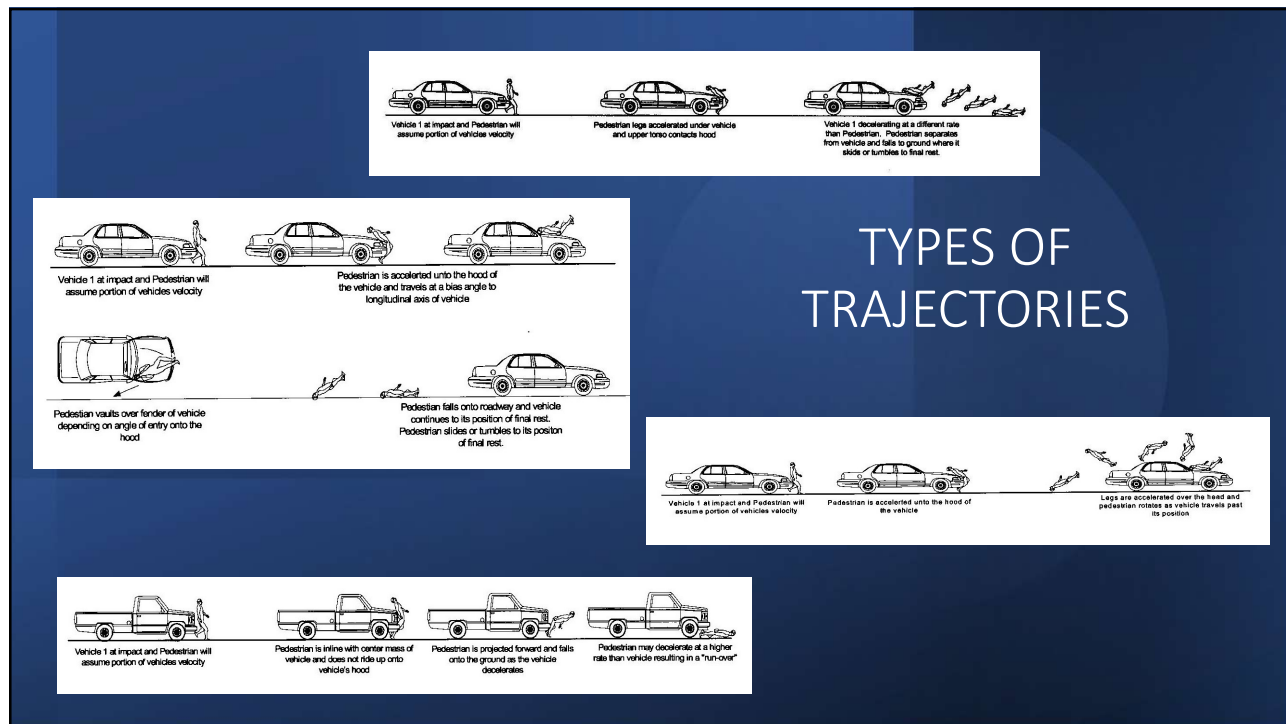 Vehicle 1 at impact and Pedestrian will
assume portion of vehicles velocity
Pedestrian legs accelerated under vehicle
and upper torso contacts hood
Vehicle 1 decelerating at a different rate
than Pedestrian. Pedestrian separates
from vehicle and falls to ground where it
skids or tumbles to final rest.
Vehicle 1 at impact and Pedestrian will
assume portion of vehicles velocity
Pedestrian is accelerted unto the hood of
the vehicle and travels at a bias angle to
longitudinal axis of vehicle
Pedestian vaults over fender of vehicle
depending on angle of entry onto the
hood
Pedestian falls onto roadway and vehicle
continues to its position of final rest.
Pedestrian slides or tumbles to its positon
of final rest.
TYPES OF
TRAJECTORIES
Vehicle 1 at impact and Pedestrian will
assume portion of vehicles velocity
Pedestrian is accelerted unto the hood of
the vehicle
Legs are accelerated over the head and
pedestrian rotates as vehicle travels past
its position
Vehicle 1 at impact and Pedestrian will
assume portion of vehicles velocity
Pedestrian is inline with center mass of
vehicle and does not ride up onto
vehicle's hood
Pedestrian is projected forward and falls
onto the ground as the vehicle
decelerates
Pedestrian may decelerate at a higher
rate than vehicle resulting in a "run-over"